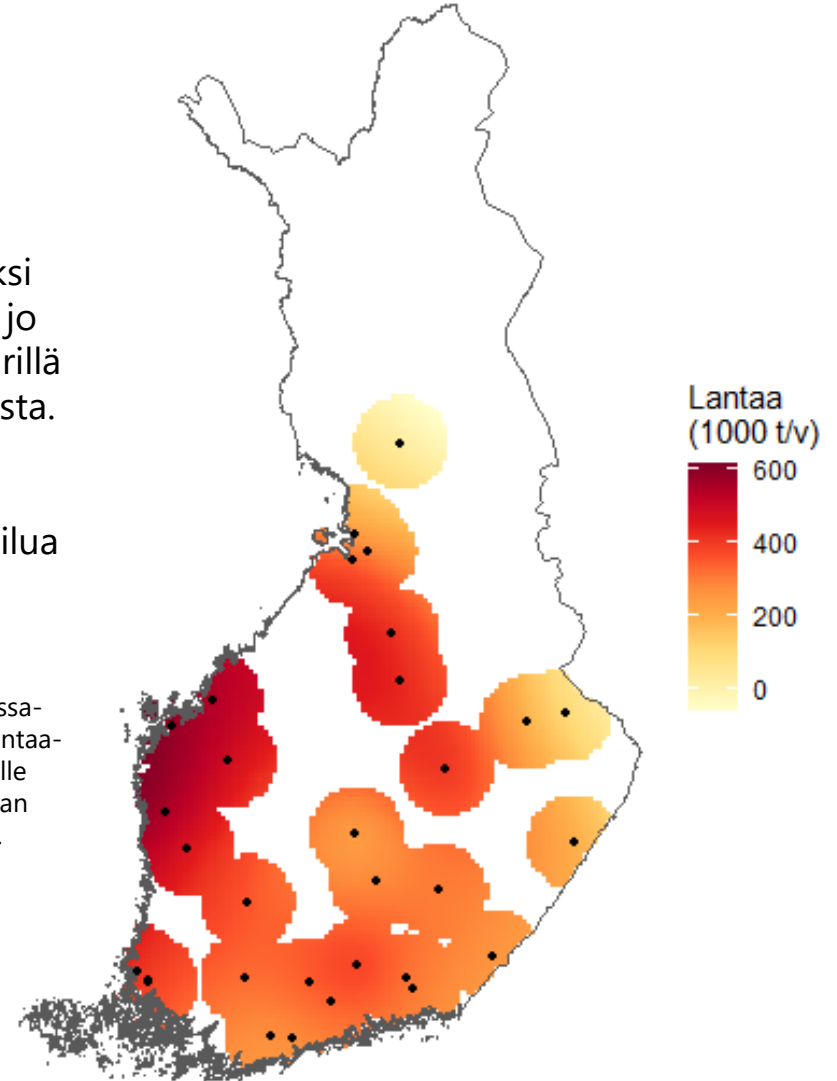 ksi
jo
rillä
sta.
ilua
ssa-
ntaa-
lle
an
.
Lantaa
(1000 t/v)
600
400
200
0